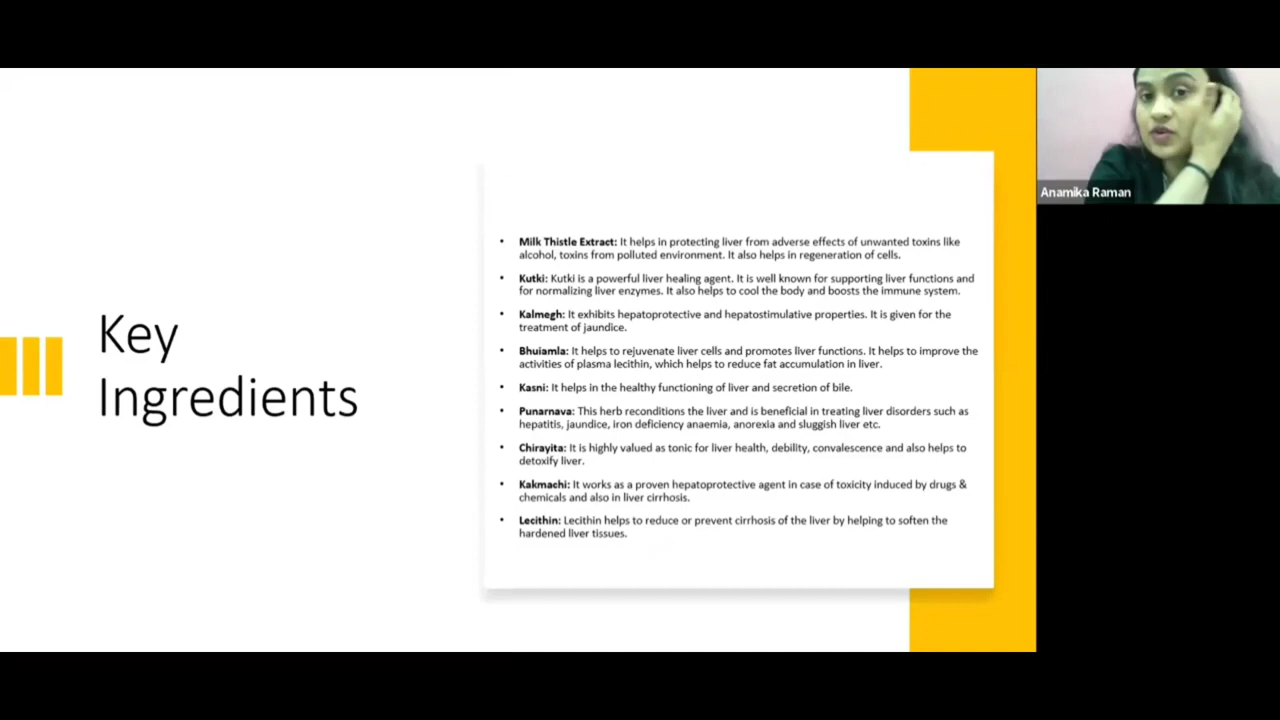 Key
Ingredients
• Milk Thistle Extract: It helps in protecting liver from adverse effects of unwanted toxins like
alcohol, toxins from polluted environment. It also helps in regeneration of cells.
• Kutki: Kutki is a powerful liver healing agent. It is well known for supporting liver functions and
for normalizing liver enzymes. It also helps to cool the body and boosts the immune system.
• Kalmegh: It exhibits hepatoprotective and hepatostimulative properties. It is given for the
treatment of jaundice.
• Bhuiamla: It helps to rejuvenate liver cells and promotes liver functions. It helps to improve the
activities of plasma lecithin, which helps to reduce fat accumulation in liver.
• Kasni: It helps in the healthy functioning of liver and secretion of bile.
• Punarnava: This herb reconditions the liver and is beneficial in treating liver disorders such as
hepatitis, jaundice, iron deficiency anaemia, anorexia and sluggish liver etc.
• Chirayita: It is highly valued as tonic for liver health, debility, convalescence and also helps to
detoxify liver.
• Kakmachi: It works as a proven hepatoprotective agent in case of toxicity induced by drugs &
chemicals and also in liver cirrhosis.
• Lecithin: Lecithin helps to reduce or prevent cirrhosis of the liver by helping to soften the
hardened liver tissues.
Anamika Raman